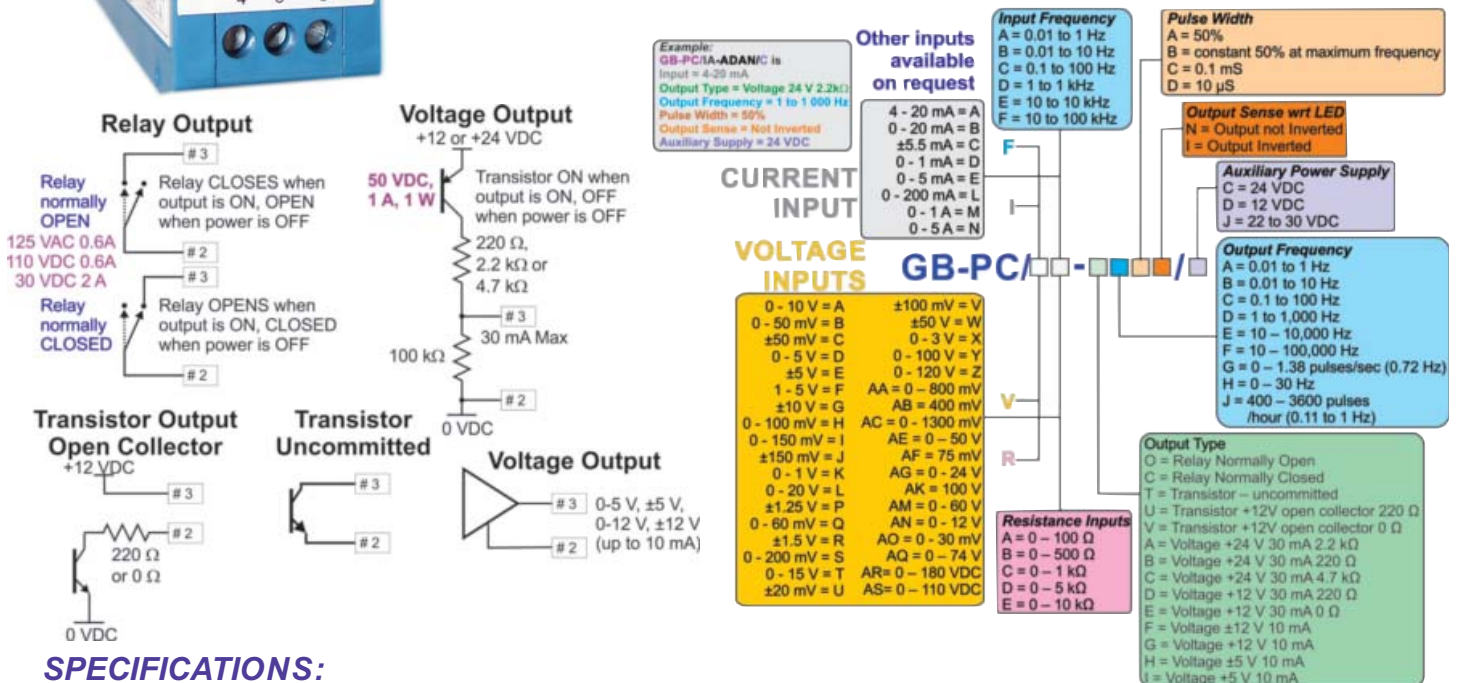 4
Relay Output
# 3
Relay
normally
OPEN
Relay CLOSES when
output is ON, OPEN
when power is OFF
125 VAC 0.6A
110 VDC 0.6A
30 VDC 2 A
# 2
# 3
Relay
normally
CLOSED
Relay OPENS when
output is ON, CLOSED
when power is OFF
# 2
Voltage Output
+12 or +24 VDC
50 VDC,
1 A, 1 W
Transistor ON when
output is ON, OFF
when power is OFF
220 Ω,
2.2 kΩ or
4.7 kΩ
# 3
30 mA Max
100 kΩ
# 2
0 VDC
Transistor Output
Open Collector
+12 VDC
# 3
# 2
220 Ω
or 0 Ω
0 VDC
Transistor
Uncommitted
# 3
# 2
Voltage Output
# 3
0-5 V, ±5 V,
0-12 V, ±12 V
(up to 10 mA)
# 2
SPECIFICATIONS:
Example:
GB-PC/IA-ADAN/C is
Input = 4-20 mA
Output Type = Voltage 24 V 2.2kΩ
Output Frequency = 1 to 1 000 Hz
Pulse Width = 50%
Output Sense = Not Inverted
Auxiliary Supply = 24 VDC
Other inputs
available
on request
Input Frequency
A = 0.01 to 1 Hz
B = 0.01 to 10 Hz
C = 0.1 to 100 Hz
D = 1 to 1 kHz
E = 10 to 10 kHz
F = 10 to 100 kHz
Pulse Width
A = 50%
B = constant 50% at maximum frequency
C = 0.1 mS
D = 10 µS
Output Sense wrt LED
N = Output not Inverted
I = Output Inverted
Auxiliary Power Supply
C = 24 VDC
D = 12 VDC
J = 22 to 30 VDC
CURRENT
INPUT
4 - 20 mA = A
0 - 20 mA = B
±5.5 mA = C
0 - 1 mA = D
0 - 5 mA = E
0 - 200 mA = L
0 - 1 A = M
0 - 5 A = N
F
I
V
R
VOLTAGE
INPUTS
GB-PC/ - /
0 - 10 V = A
0 - 50 mV = B
±50 mV = C
0 - 5 V = D
±5 V = E
1 - 5 V = F
±10 V = G
0 - 100 mV = H
0 - 150 mV = I
±150 mV = J
0 - 1 V = K
0 - 20 V = L
±1.25 V = P
0 - 60 mV = Q
±1.5 V = R
0 - 200 mV = S
0 - 15 V = T
±20 mV = U
±100 mV = V
±50 V = W
0 - 3 V = X
0 - 100 V = Y
0 - 120 V = Z
AA = 0 – 800 mV
AB = 400 mV
AC = 0 - 1300 mV
AE = 0 – 50 V
AF = 75 mV
AG = 0 - 24 V
AK = 100 V
AM = 0 - 60 V
AN = 0 - 12 V
AO = 0 - 30 mV
AQ = 0 – 74 V
AR= 0 – 180 VDC
AS= 0 – 110 VDC
Resistance Inputs
A = 0 – 100 Ω
B = 0 – 500 Ω
C = 0 – 1 kΩ
D = 0 – 5 kΩ
E = 0 – 10 kΩ
Output Frequency
A = 0.01 to 1 Hz
B = 0.01 to 10 Hz
C = 0.1 to 100 Hz
D = 1 to 1,000 Hz
E = 10 – 10,000 Hz
F = 10 – 100,000 Hz
G = 0 – 1.38 pulses/sec (0.72 Hz)
H = 0 – 30 Hz
J = 400 – 3600 pulses
/hour (0.11 to 1 Hz)
Output Type
O = Relay Normally Open
C = Relay Normally Closed
T = Transistor – uncommitted
U = Transistor +12V open collector 220 Ω
V = Transistor +12V open collector 0 Ω
A = Voltage +24 V 30 mA 2.2 kΩ
B = Voltage +24 V 30 mA 220 Ω
C = Voltage +24 V 30 mA 4.7 kΩ
D = Voltage +12 V 30 mA 220 Ω
E = Voltage +12 V 30 mA 0 Ω
F = Voltage ±12 V 10 mA
G = Voltage +12 V 10 mA
H = Voltage ±5 V 10 mA
I = Voltage +5 V 10 mA